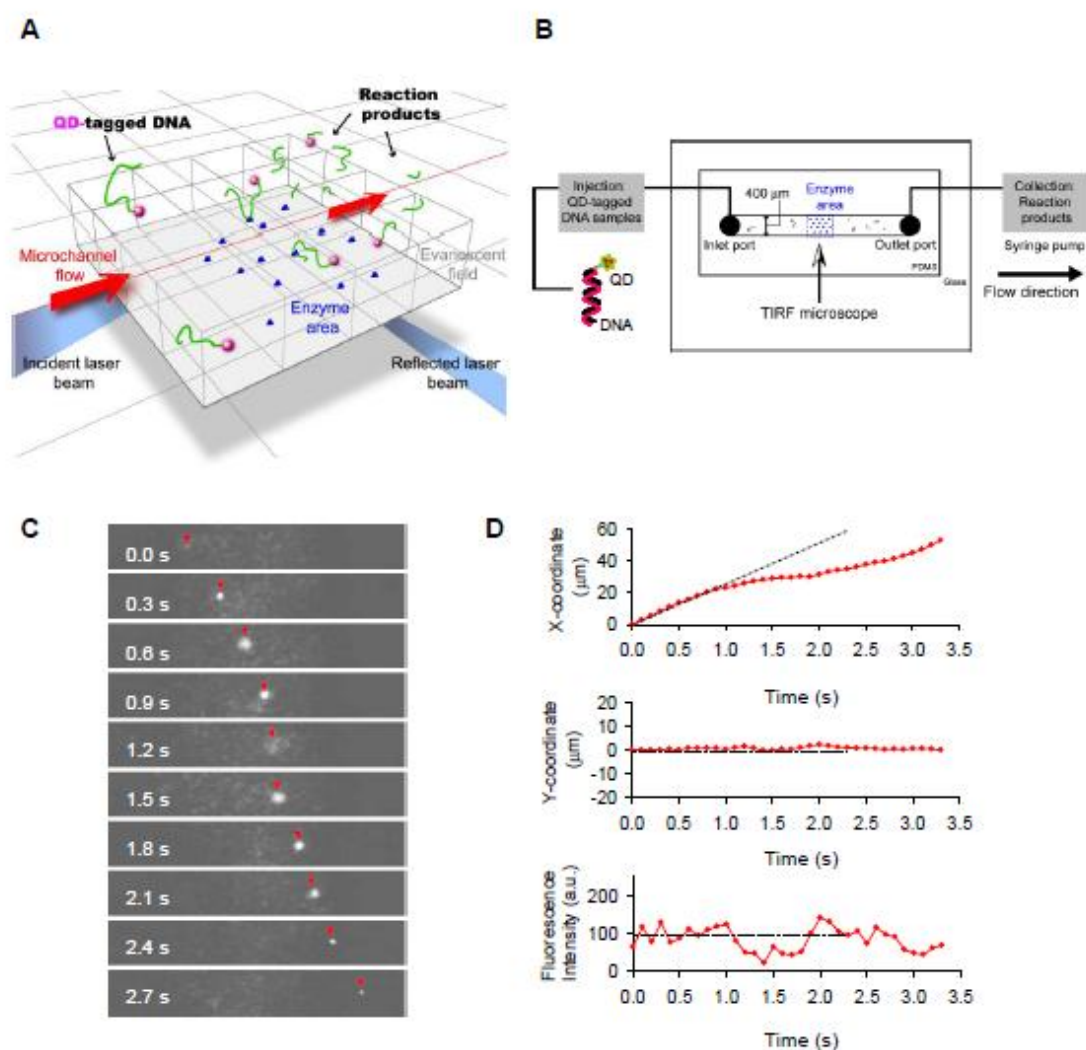 A
QD-tagged DNA
Reaction
products
Microchannel
flow
Evanescent
field
Enzyme
area
Incident laser
beam
Reflected laser
beam
B
Injection:
QD-tagged
DNA samples
400 μm
Enzyme
area
Inlet port
Outlet port
PDMS
Glass
TIRF microscope
QD
DNA
Collection:
Reaction
products
Syringe pump
Flow direction
C
0.0 s
0.3 s
0.6 s
0.9 s
1.2 s
1.5 s
1.8 s
2.1 s
2.4 s
2.7 s
D
X-coordinate
(μm)
60
40
20
0
0.0 0.5 1.0 1.5 2.0 2.5 3.0 3.5
Time (s)
Y-coordinate
(μm)
20
10
0
-10
-20
0.0 0.5 1.0 1.5 2.0 2.5 3.0 3.5
Time (s)
Fluorescence
Intensity (a.u.)
200
100
0
0.0 0.5 1.0 1.5 2.0 2.5 3.0 3.5
Time (s)